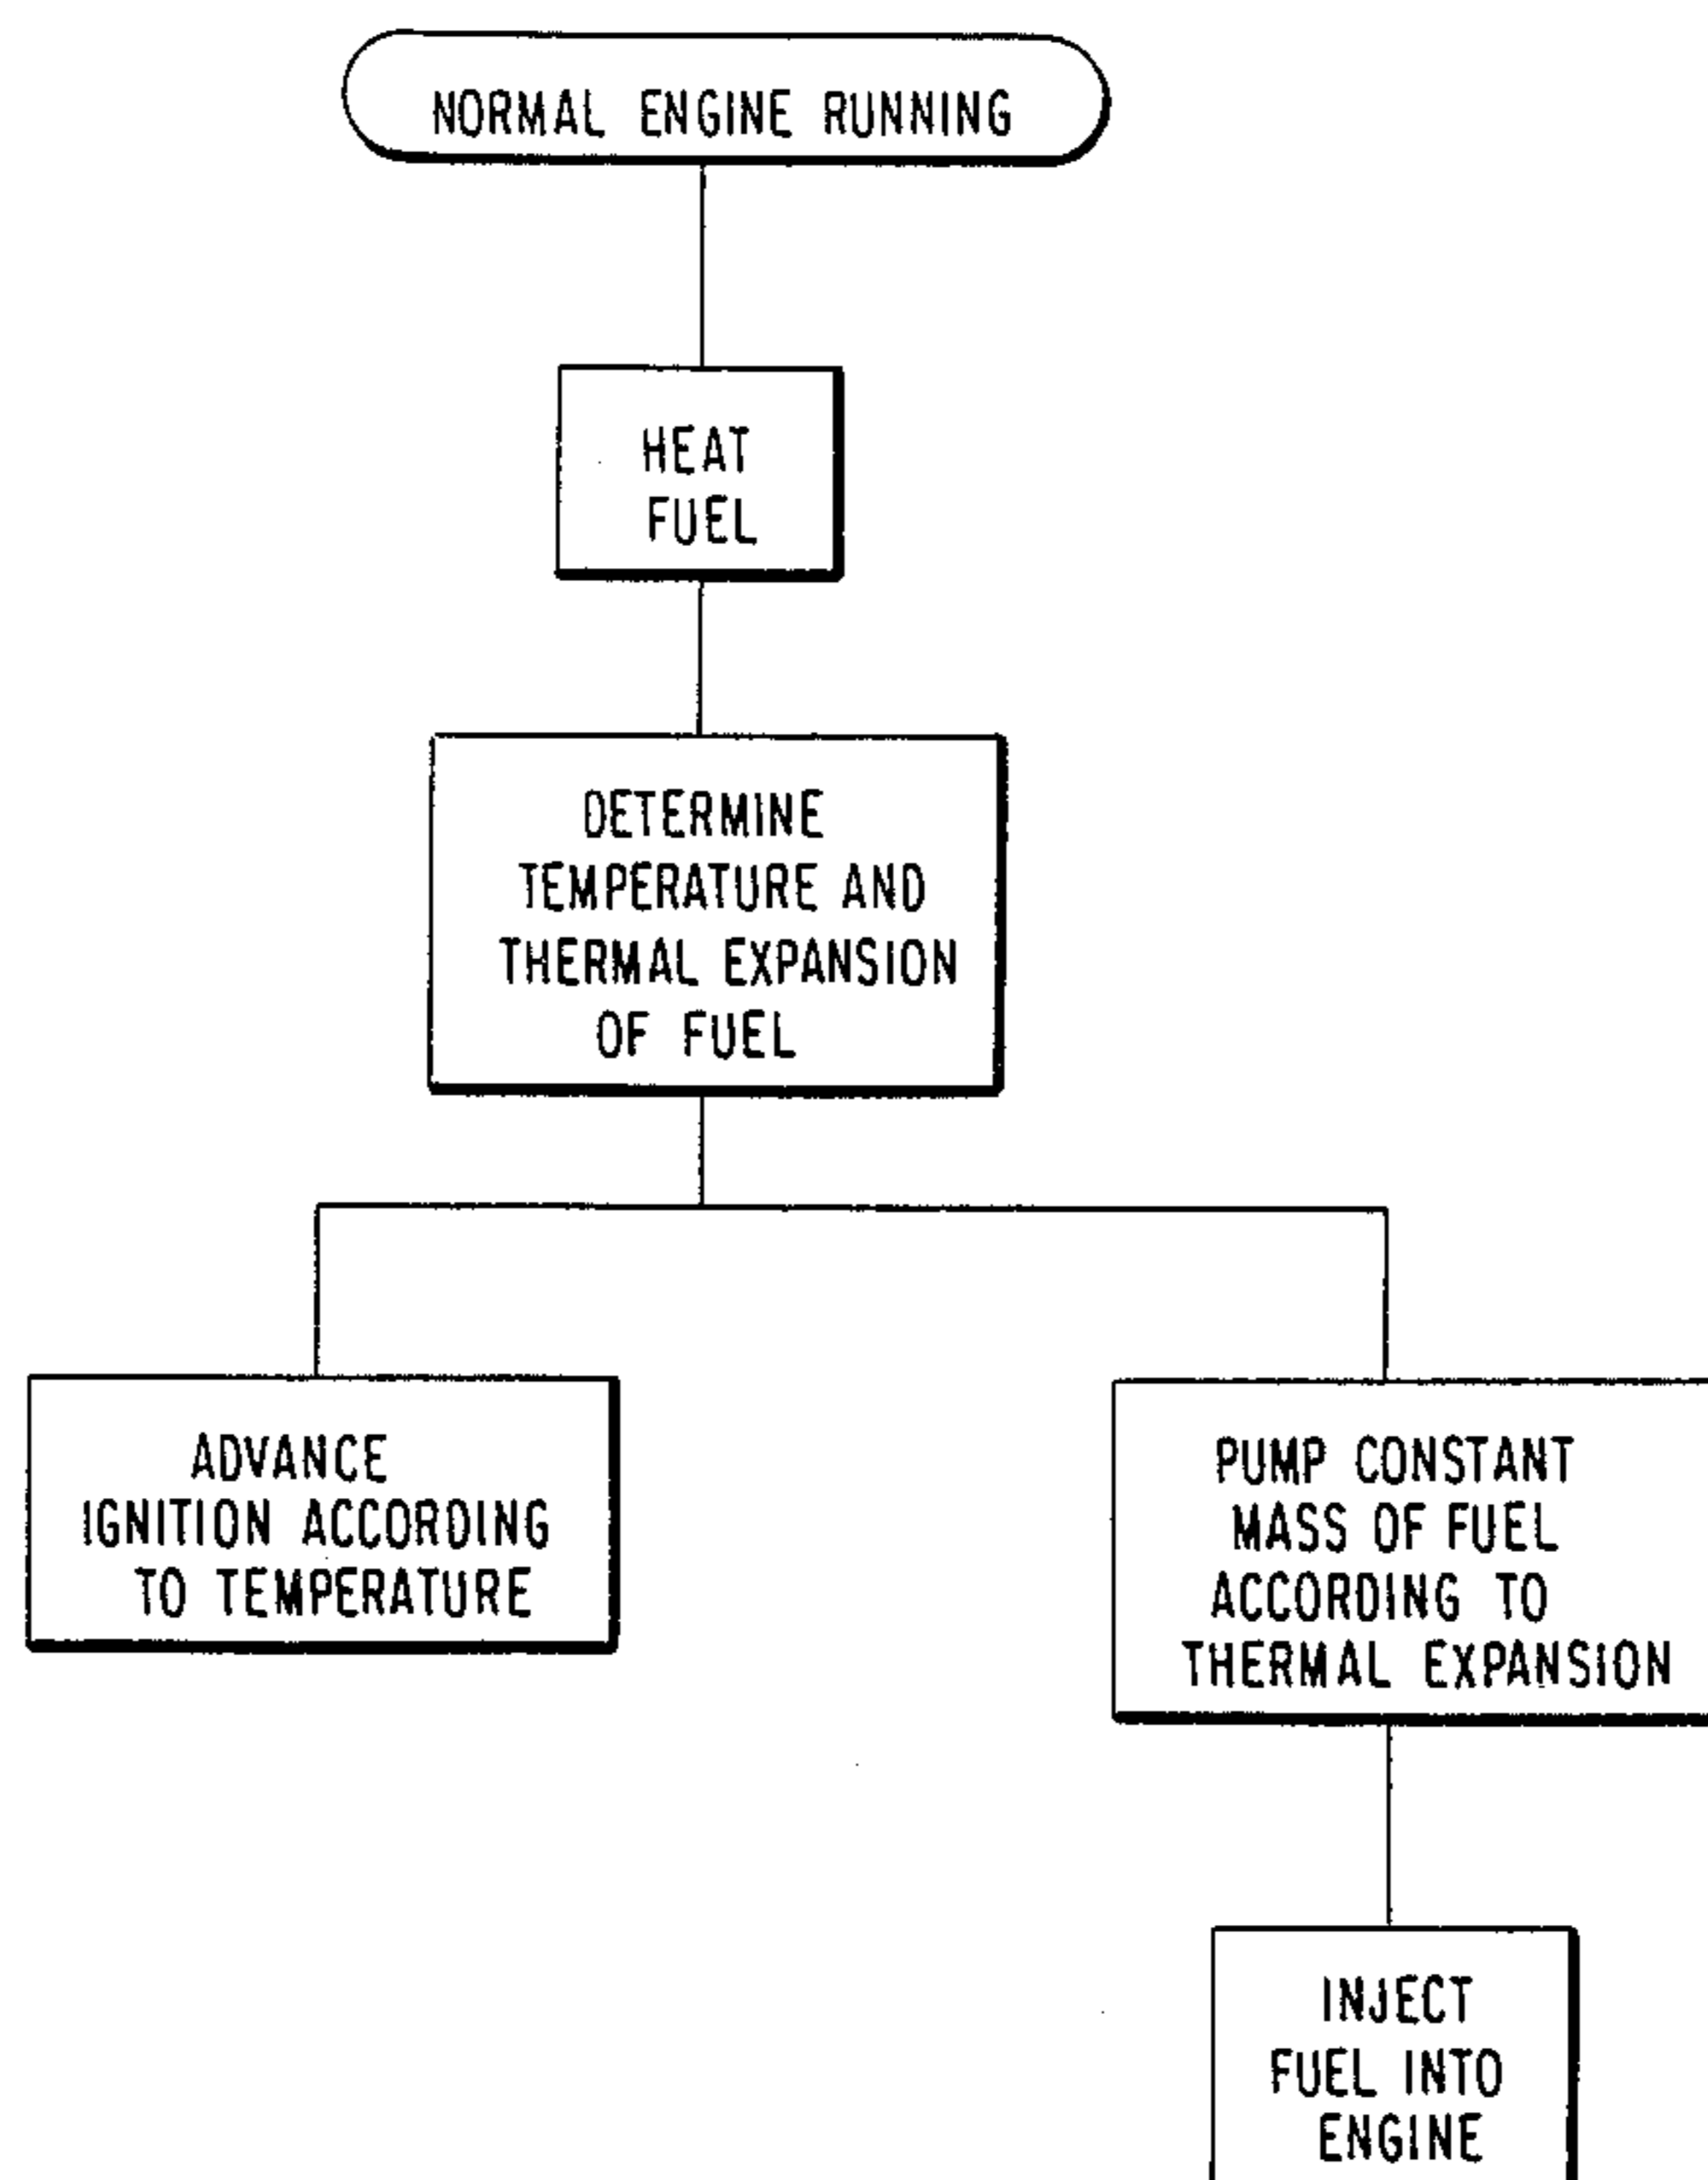 NORMAL ENGINE RUNNING
HEAT
FUEL
DETERMINE
TEMPERATURE AND
THERMAL EXPANSION
OF FUEL
ADVANCE
IGNITION ACCORDING
TO TEMPERATURE
PUMP CONSTANT
MASS OF FUEL
ACCORDING TO
THERMAL EXPANSION
INJECT
FUEL INTO
ENGINE